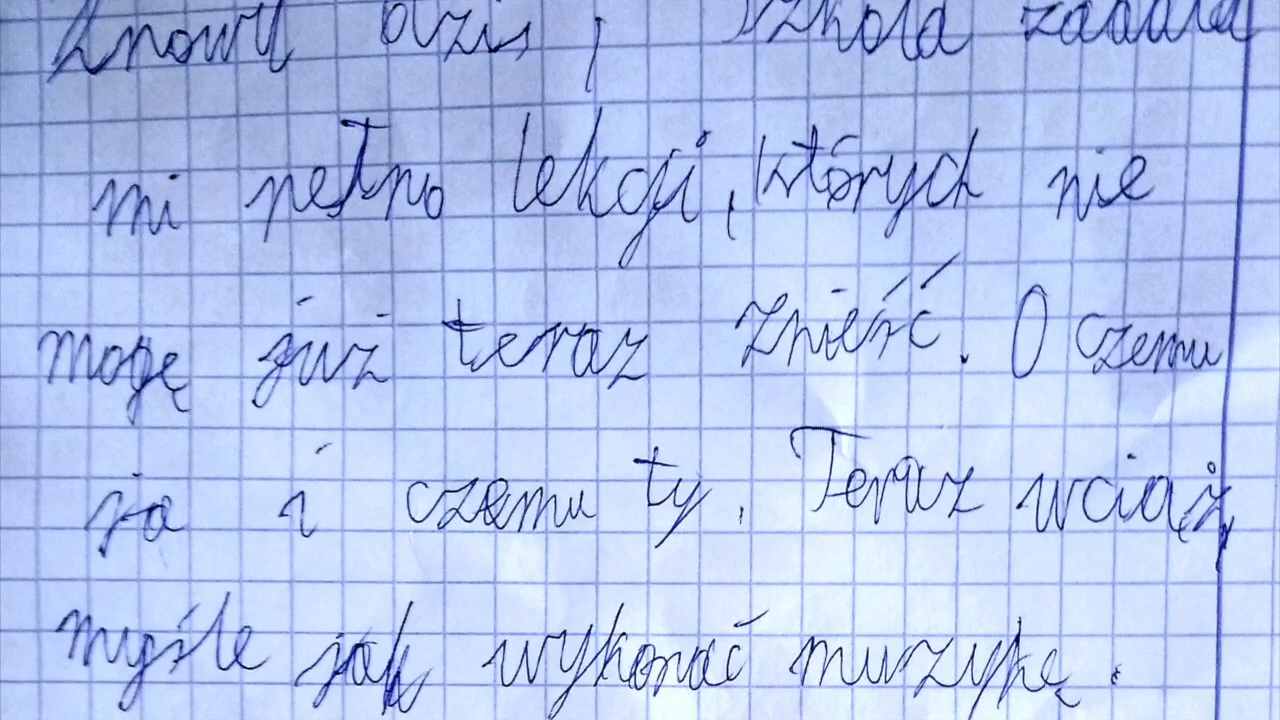 Znowu dziś, szkoła zadała
mi pełno lekcji, których nie
mogę już teraz znieść. O czemu
ja i czemu ty. Teraz wciąż
myśle jak wykonać muzykę.